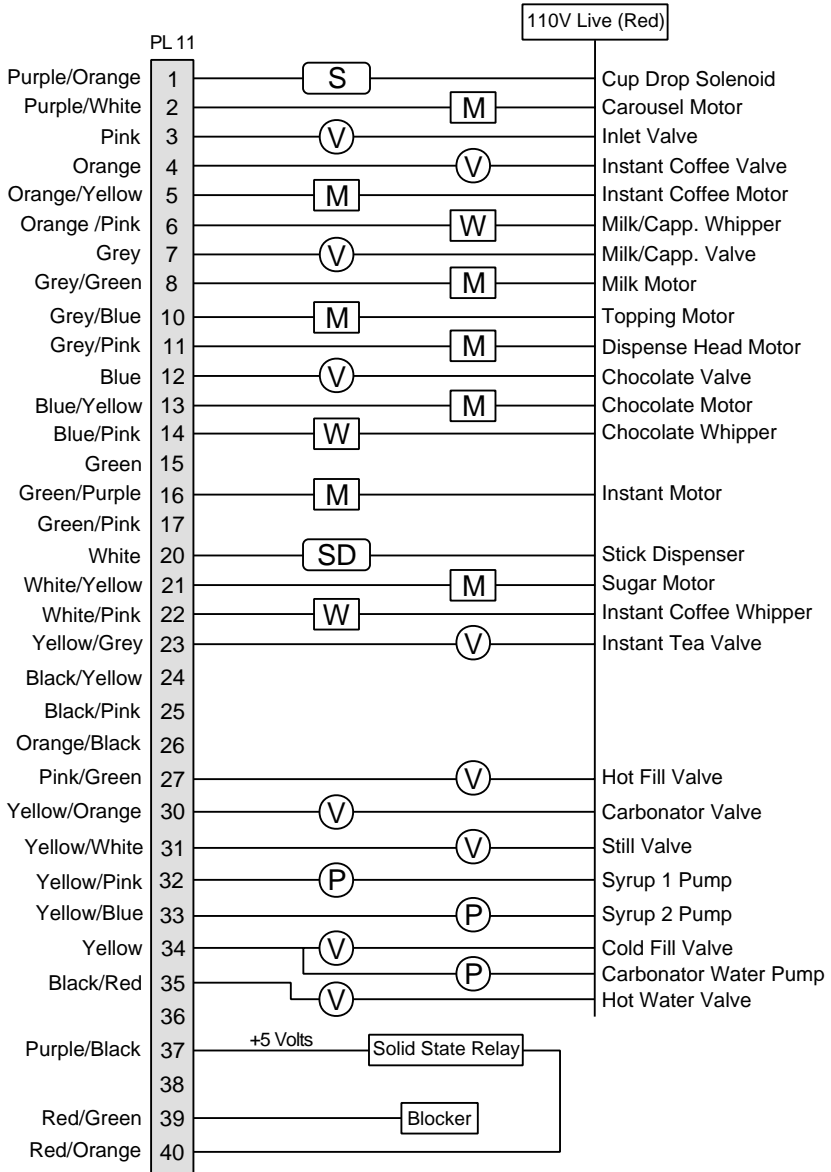 110V Live (Red)
PL 11
Purple/Orange 1 S Cup Drop Solenoid
Purple/White 2 M Carousel Motor
Pink 3 V Inlet Valve
Orange 4 V Instant Coffee Valve
Orange/Yellow 5 M Instant Coffee Motor
Orange /Pink 6 W Milk/Capp. Whipper
Grey 7 V Milk/Capp. Valve
Grey/Green 8 M Milk Motor
Grey/Blue 10 M Topping Motor
Grey/Pink 11 M Dispense Head Motor
Blue 12 V Chocolate Valve
Blue/Yellow 13 M Chocolate Motor
Blue/Pink 14 W Chocolate Whipper
Green 15
Green/Purple 16 M Instant Motor
Green/Pink 17
White 20 SD Stick Dispenser
White/Yellow 21 M Sugar Motor
White/Pink 22 W Instant Coffee Whipper
Yellow/Grey 23 V Instant Tea Valve
Black/Yellow 24
Black/Pink 25
Orange/Black 26
Pink/Green 27 V Hot Fill Valve
Yellow/Orange 30 V Carbonator Valve
Yellow/White 31 V Still Valve
Yellow/Pink 32 P Syrup 1 Pump
Yellow/Blue 33 P Syrup 2 Pump
Yellow 34 V Cold Fill Valve
P Carbonator Water Pump
Black/Red 35 V Hot Water Valve
36
Purple/Black 37 +5 Volts Solid State Relay
38
Red/Green 39 Blocker
Red/Orange 40